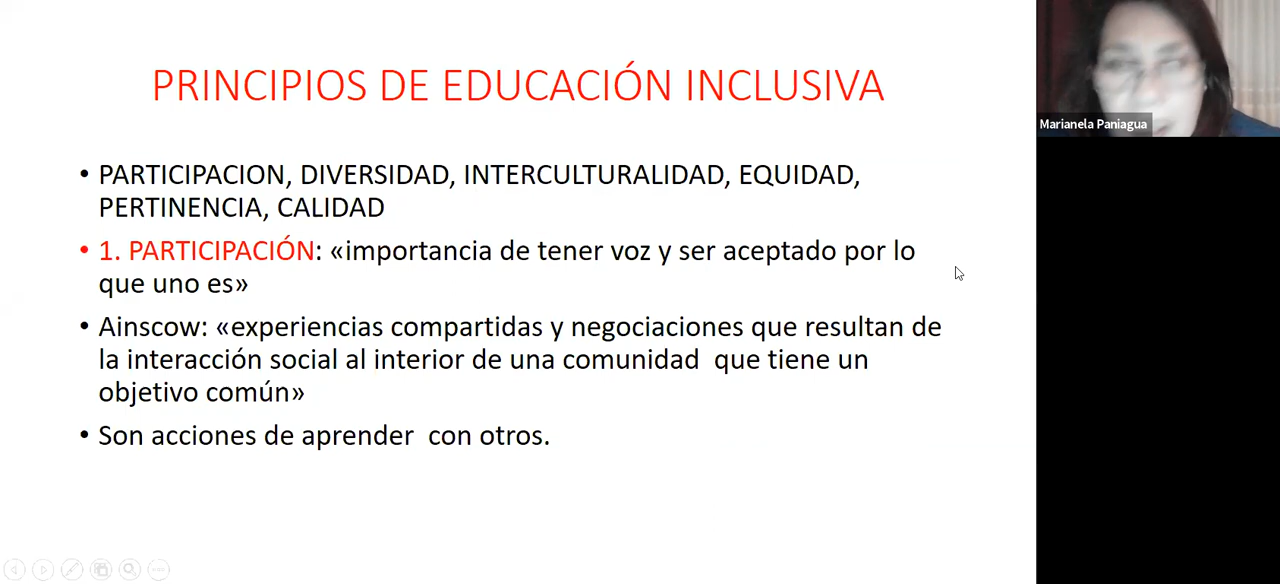 PRINCIPIOS DE EDUCACIÓN INCLUSIVA
• PARTICIPACION, DIVERSIDAD, INTERCULTURALIDAD, EQUIDAD,
PERTINENCIA, CALIDAD
• 1. PARTICIPACIÓN: «importancia de tener voz y ser aceptado por lo
que uno es»
• Ainscow: «experiencias compartidas y negociaciones que resultan de
la interacción social al interior de una comunidad  que tiene un
objetivo común»
• Son acciones de aprender  con otros.
Marianela Paniagua